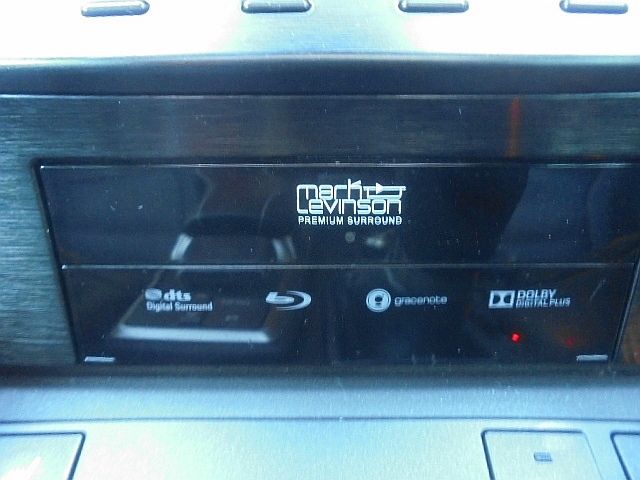 mark
Levinson
PREMIUM SURROUND
dts
Digital Surround
gracenote
DOLBY
DIGITAL PLUS